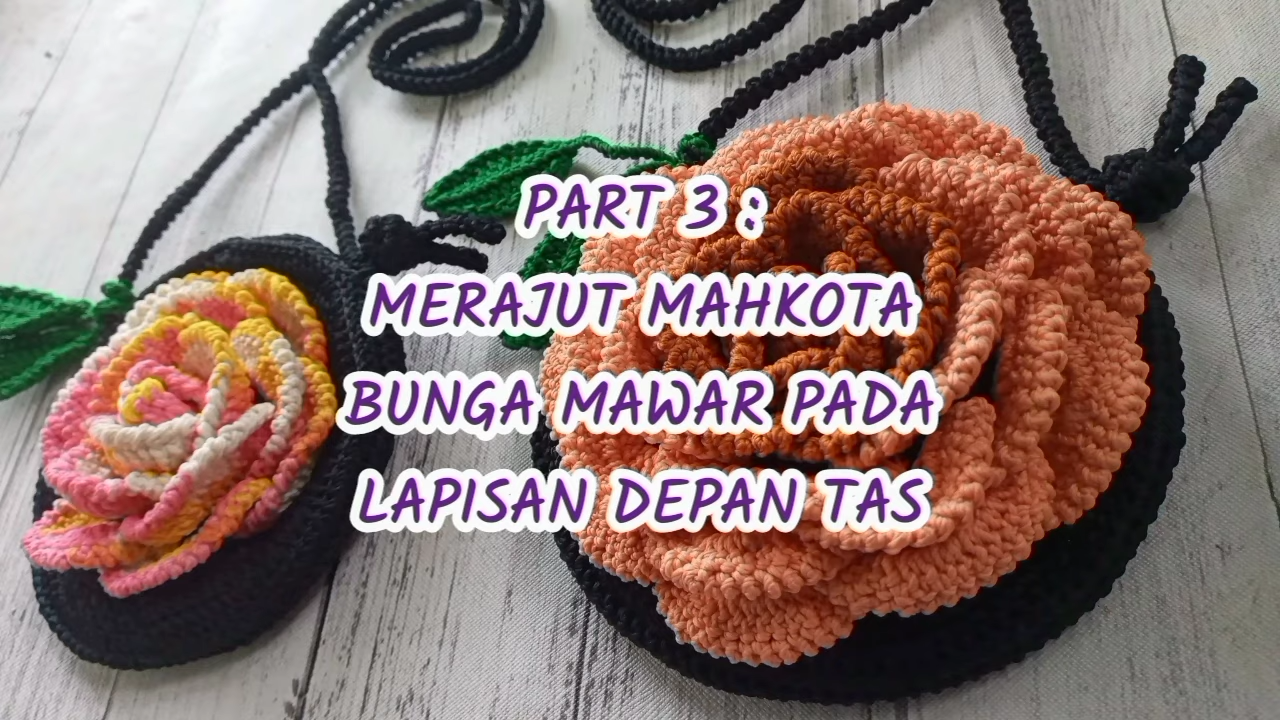 PART 3 :
MERAJUT MAHKOTA
BUNGA MAWAR PADA
LAPISAN DEPAN TAS